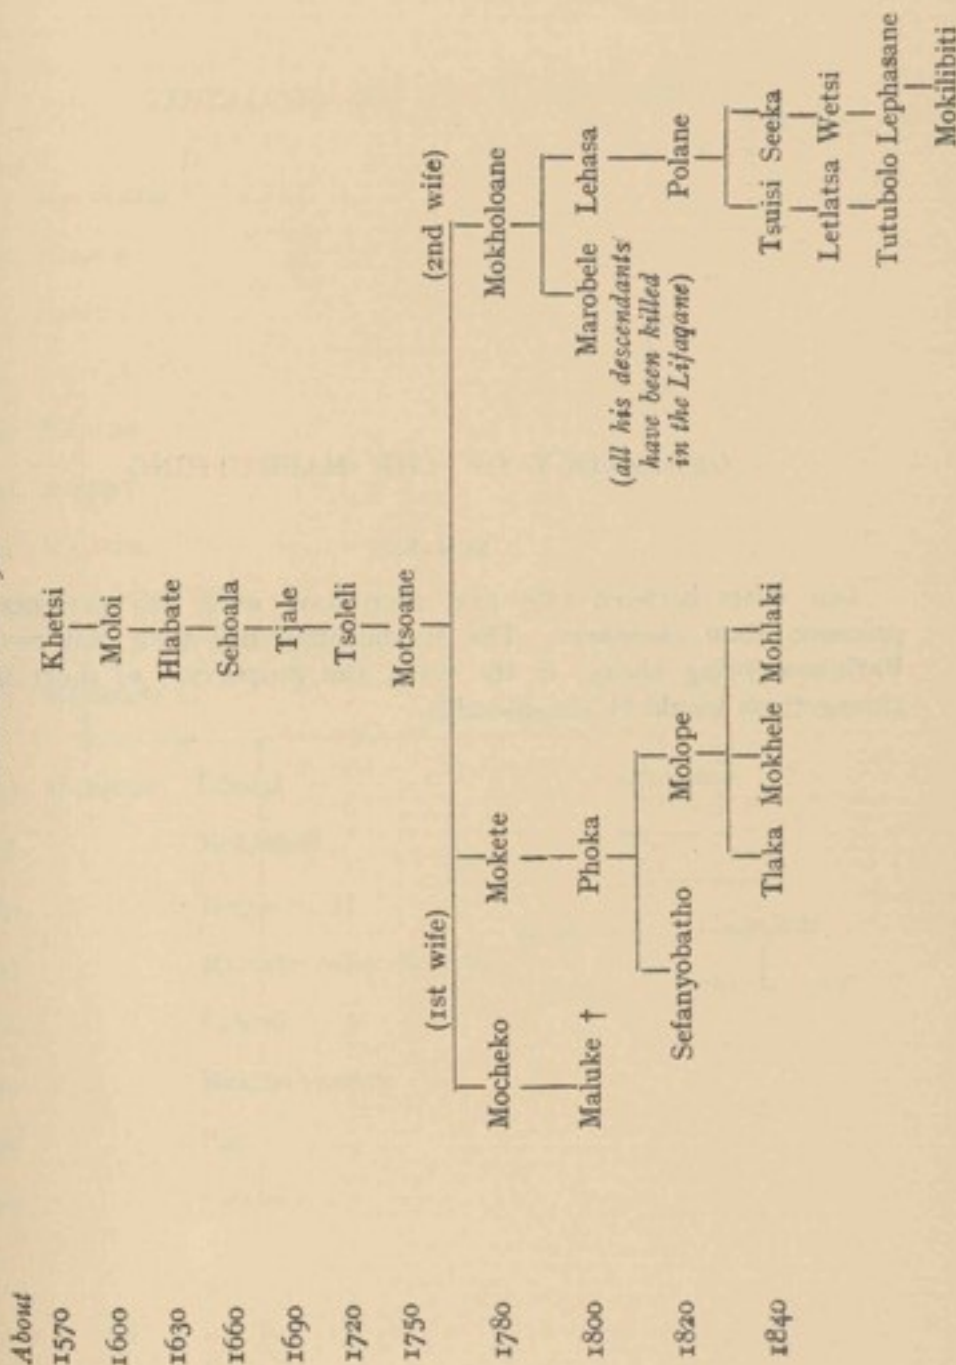 About
1570 Khetsi
1600 Moloi
1630 Hlabate
1660 Sehoala
1690 Tjale
1720 Tsoleli
1750 Motsoane
(1st wife) (2nd wife)
1780 Mocheko Mokete Mokholoane
1800 Maluke † Phoka Marobele Lehasa
(all his descendants
have been killed
in the Lifaqane)
1820 Sefanyobatho Molope Polane
1840 Tlaka Mokhele Mohlaki Tsuisi Seeka
Letlatsa Wetsi
Tutubolo Lephasane
Mokilibiti